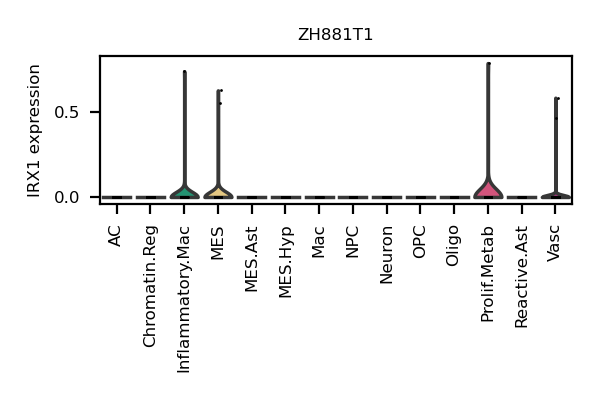 ZH881T1
IRX1 expression
0.5
0.0
AC
Chromatin.Reg
Inflammatory.Mac
MES
MES.Ast
MES.Hyp
Mac
NPC
Neuron
OPC
Oligo
Prolif.Metab
Reactive.Ast
Vasc